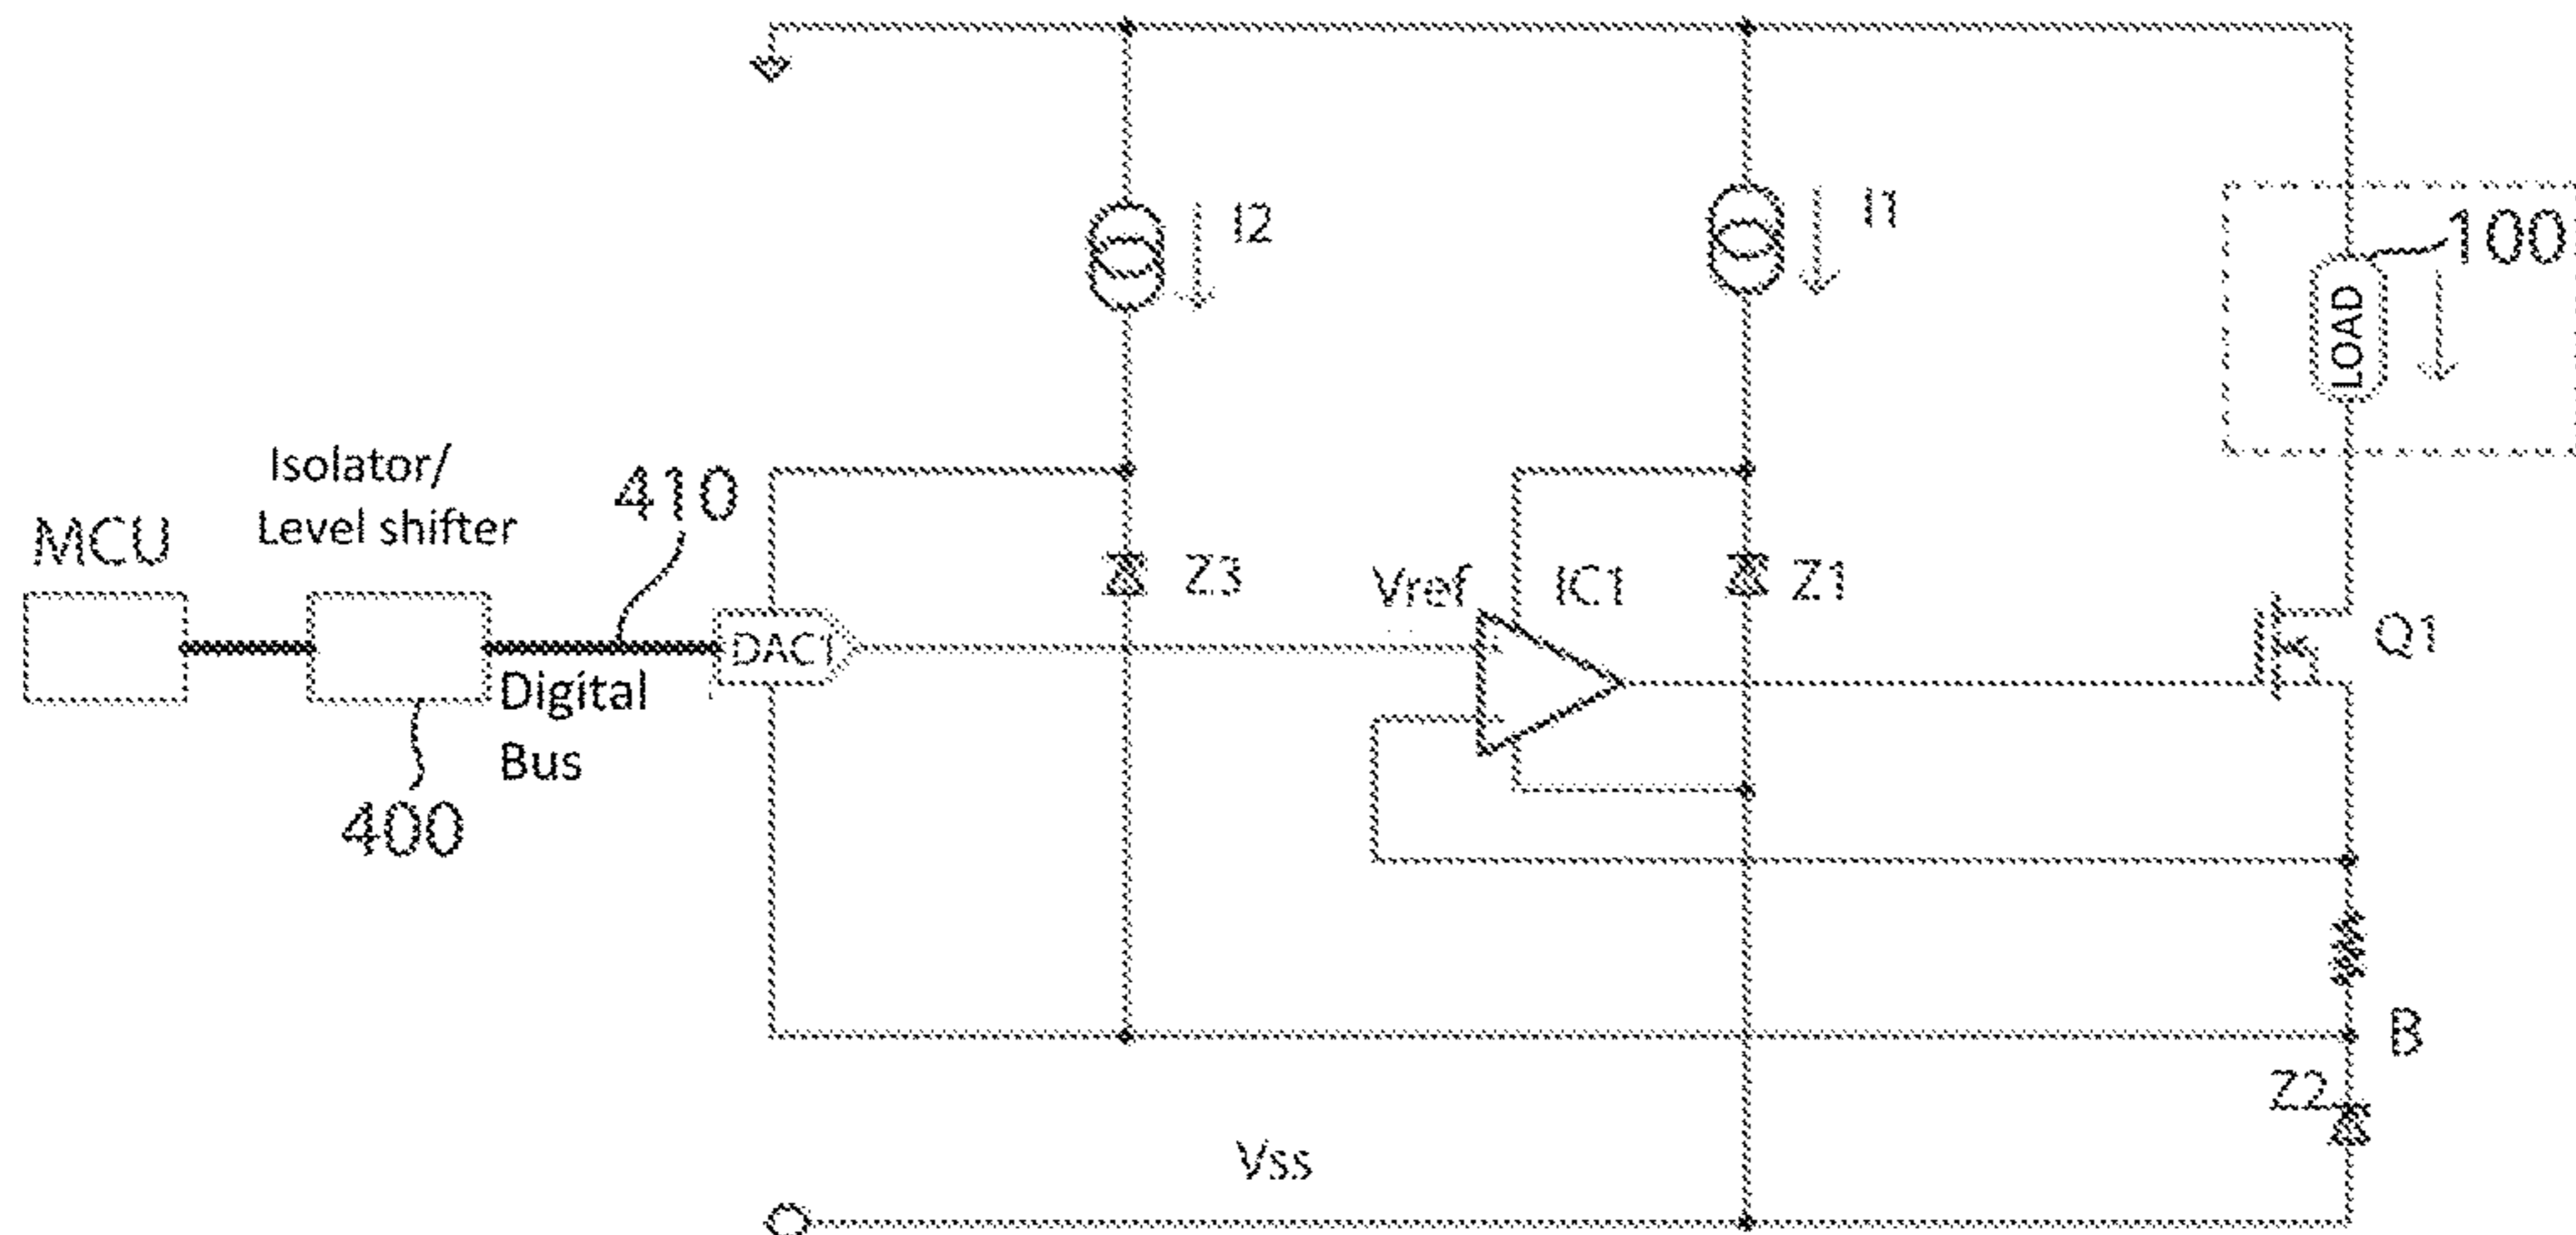 I2
I1
100
LOAD
Isolator/
Level shifter
410
MCU
Z3
Vref
IC1
Z1
Q1
DAC1
Digital
Bus
400
B
Z2
Vss